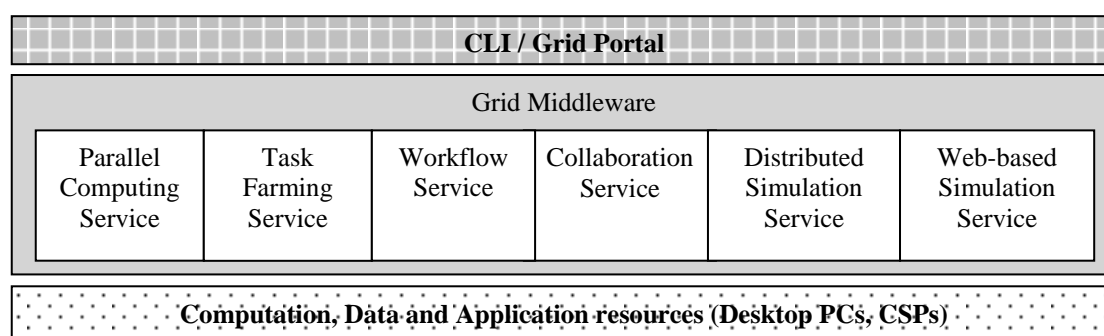 CLI / Grid Portal
Grid Middleware
Parallel
Computing
Service
Task
Farming
Service
Workflow
Service
Collaboration
Service
Distributed
Simulation
Service
Web-based
Simulation
Service
Computation, Data and Application resources (Desktop PCs, CSPs)